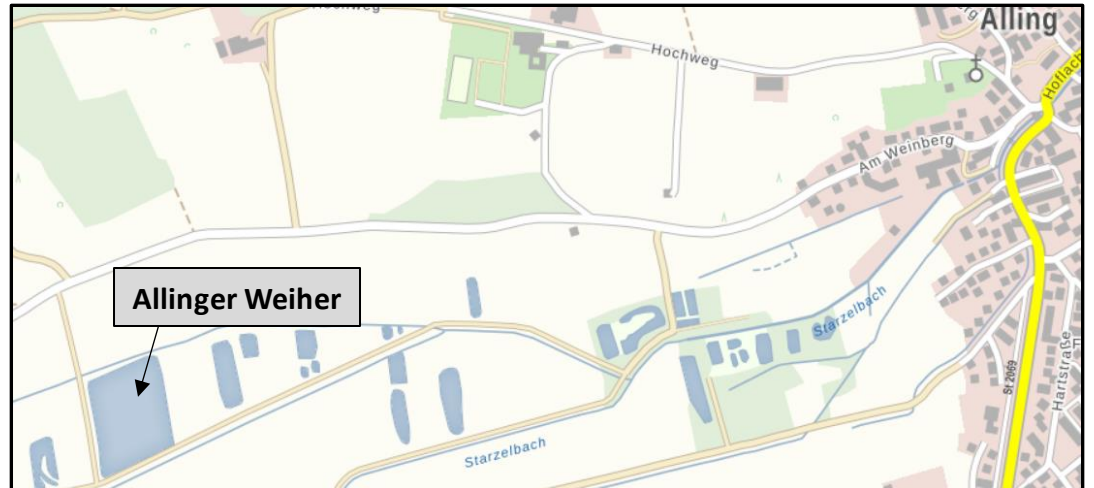 Hochweg
Alling
Hochweg
Hoflach
Am Weinberg
Allinger Weiher
Starzelbach
St 2069
Hartstraße
Starzelbach